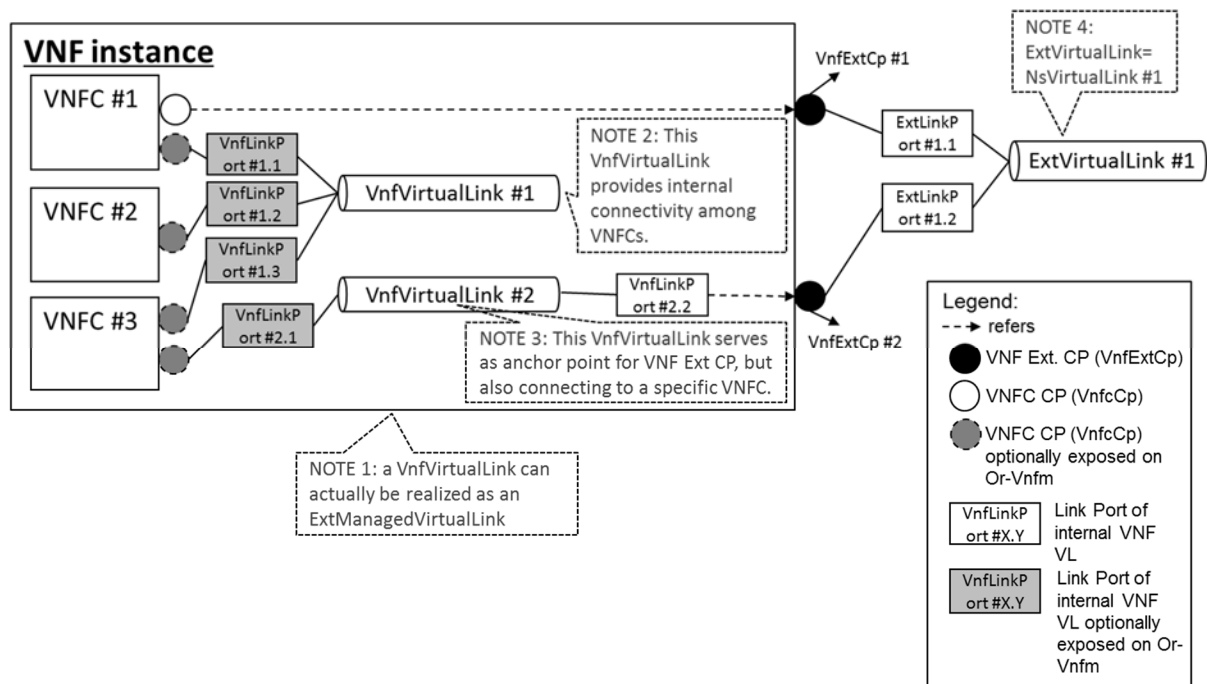 VNF instance
VNFC #1
VNFC #2
VNFC #3
VnfLinkP
ort #1.1
VnfLinkP
ort #1.2
VnfLinkP
ort #1.3
VnfLinkP
ort #2.1
VnfVirtualLink #1
VnfVirtualLink #2
NOTE 2: This
VnfVirtualLink
provides internal
connectivity among
VNFCs.
VnfLinkP
ort #2.2
NOTE 3: This VnfVirtualLink serves
as anchor point for VNF Ext CP, but
also connecting to a specific VNFC.
NOTE 1: a VnfVirtualLink can
actually be realized as an
ExtManagedVirtualLink
VnfExtCp #1
VnfExtCp #2
ExtLinkP
ort #1.1
ExtLinkP
ort #1.2
NOTE 4:
ExtVirtualLink=
NsVirtualLink #1
ExtVirtualLink #1
Legend:
refers
VNF Ext. CP (VnfExtCp)
VNFC CP (VnfcCp)
VNFC CP (VnfcCp)
optionally exposed on
Or-Vnfm
VnfLinkP
ort #X.Y
Link Port of
internal VNF
VL
VnfLinkP
ort #X.Y
Link Port of
internal VNF
VL optionally
exposed on Or-
Vnfm